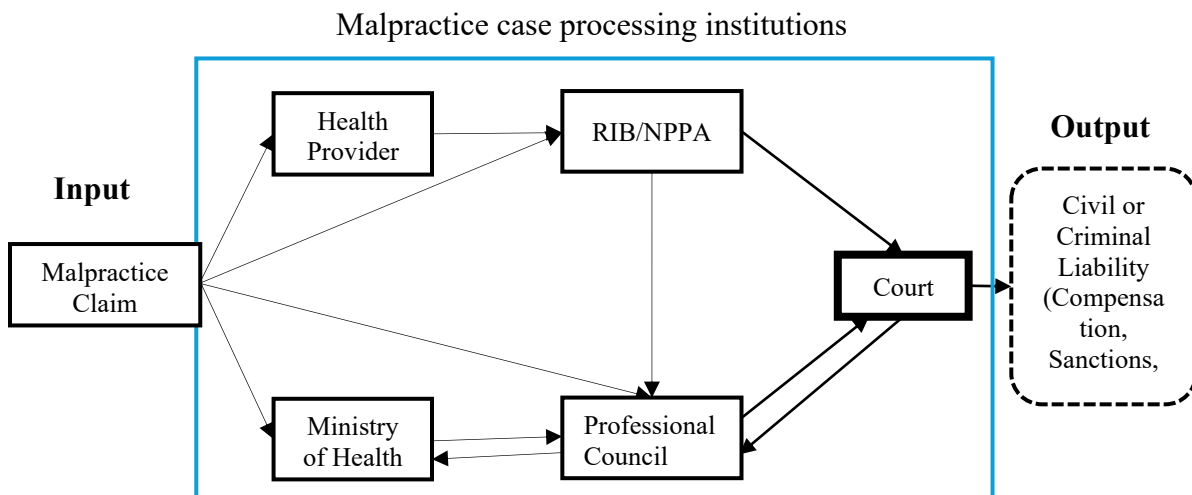 Malpractice case processing institutions
Health
Provider
RIB/NPPA
Output
Input
Civil or
Criminal
Liability
(Compensa
tion,
Sanctions,
Malpractice
Claim
Court
Ministry
of Health
Professional
Council